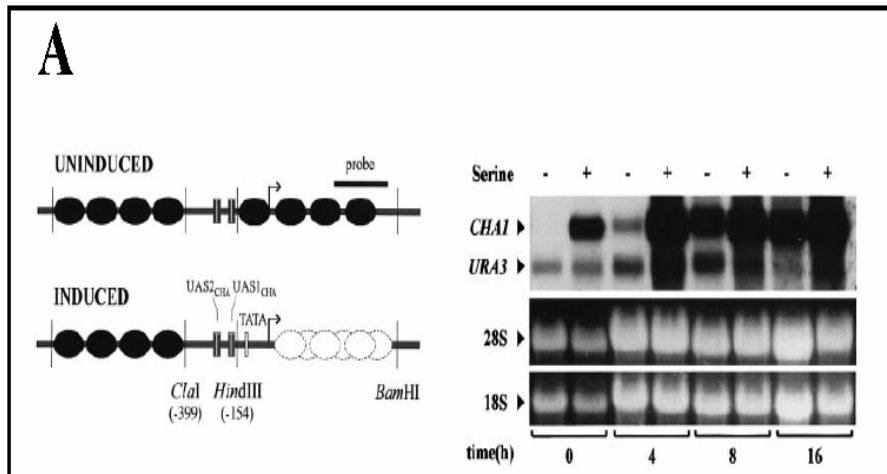 A
UNINDUCED
probe
INDUCED
UAS2CHA UAS1CHA
TATA
ClaI HindIII BamHI
(-399) (-154)
Serine - + - + - + - +
CHA1
URA3
28S
18S
time(h) 0 4 8 16